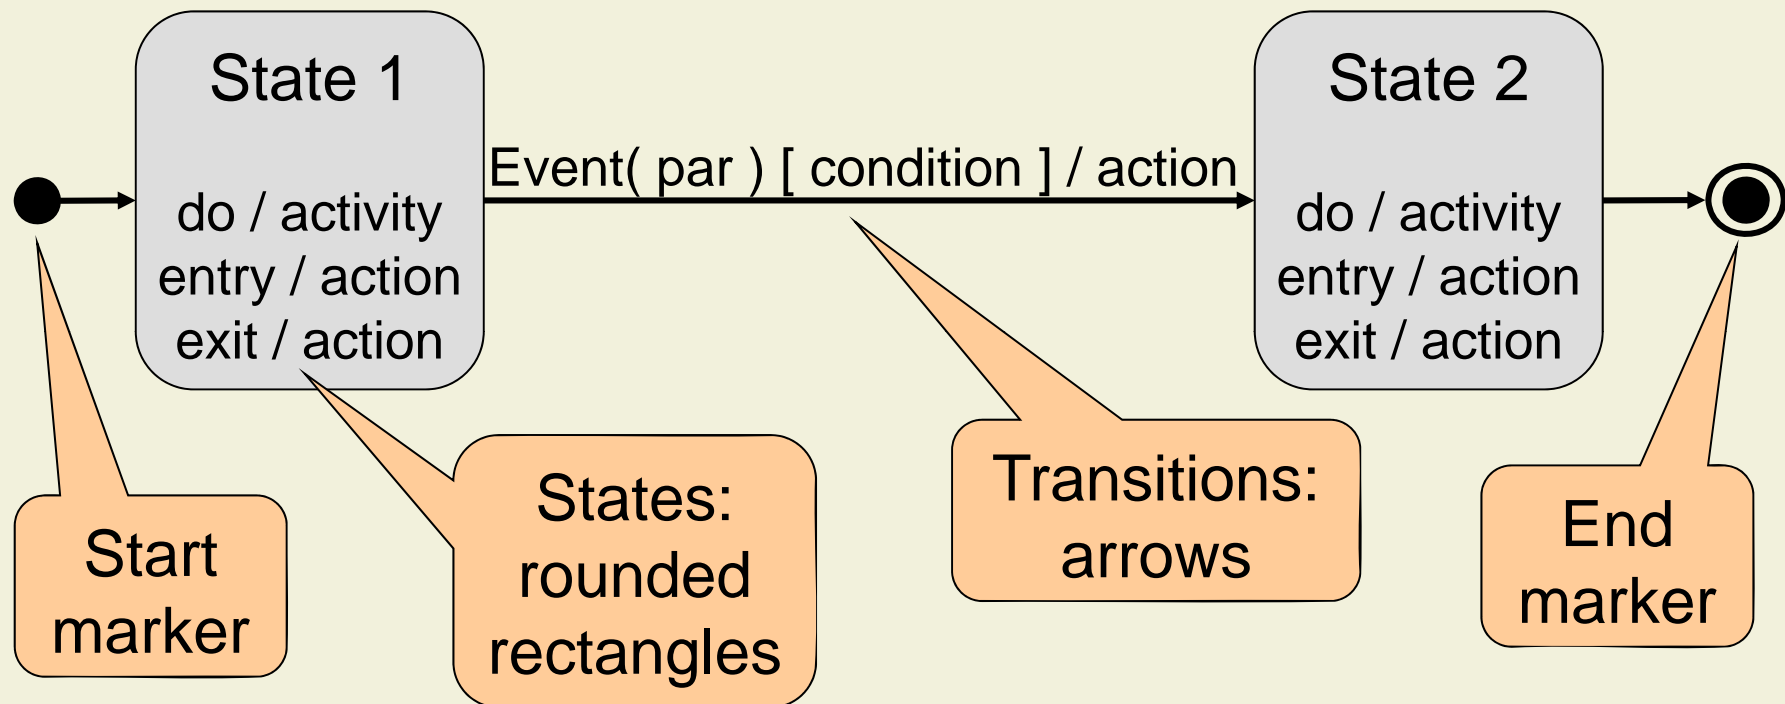 State 1
do / activity
entry / action
exit / action
Event( par ) [ condition ] / action
State 2
do / activity
entry / action
exit / action
Start
marker
States:
rounded
rectangles
Transitions:
arrows
End
marker